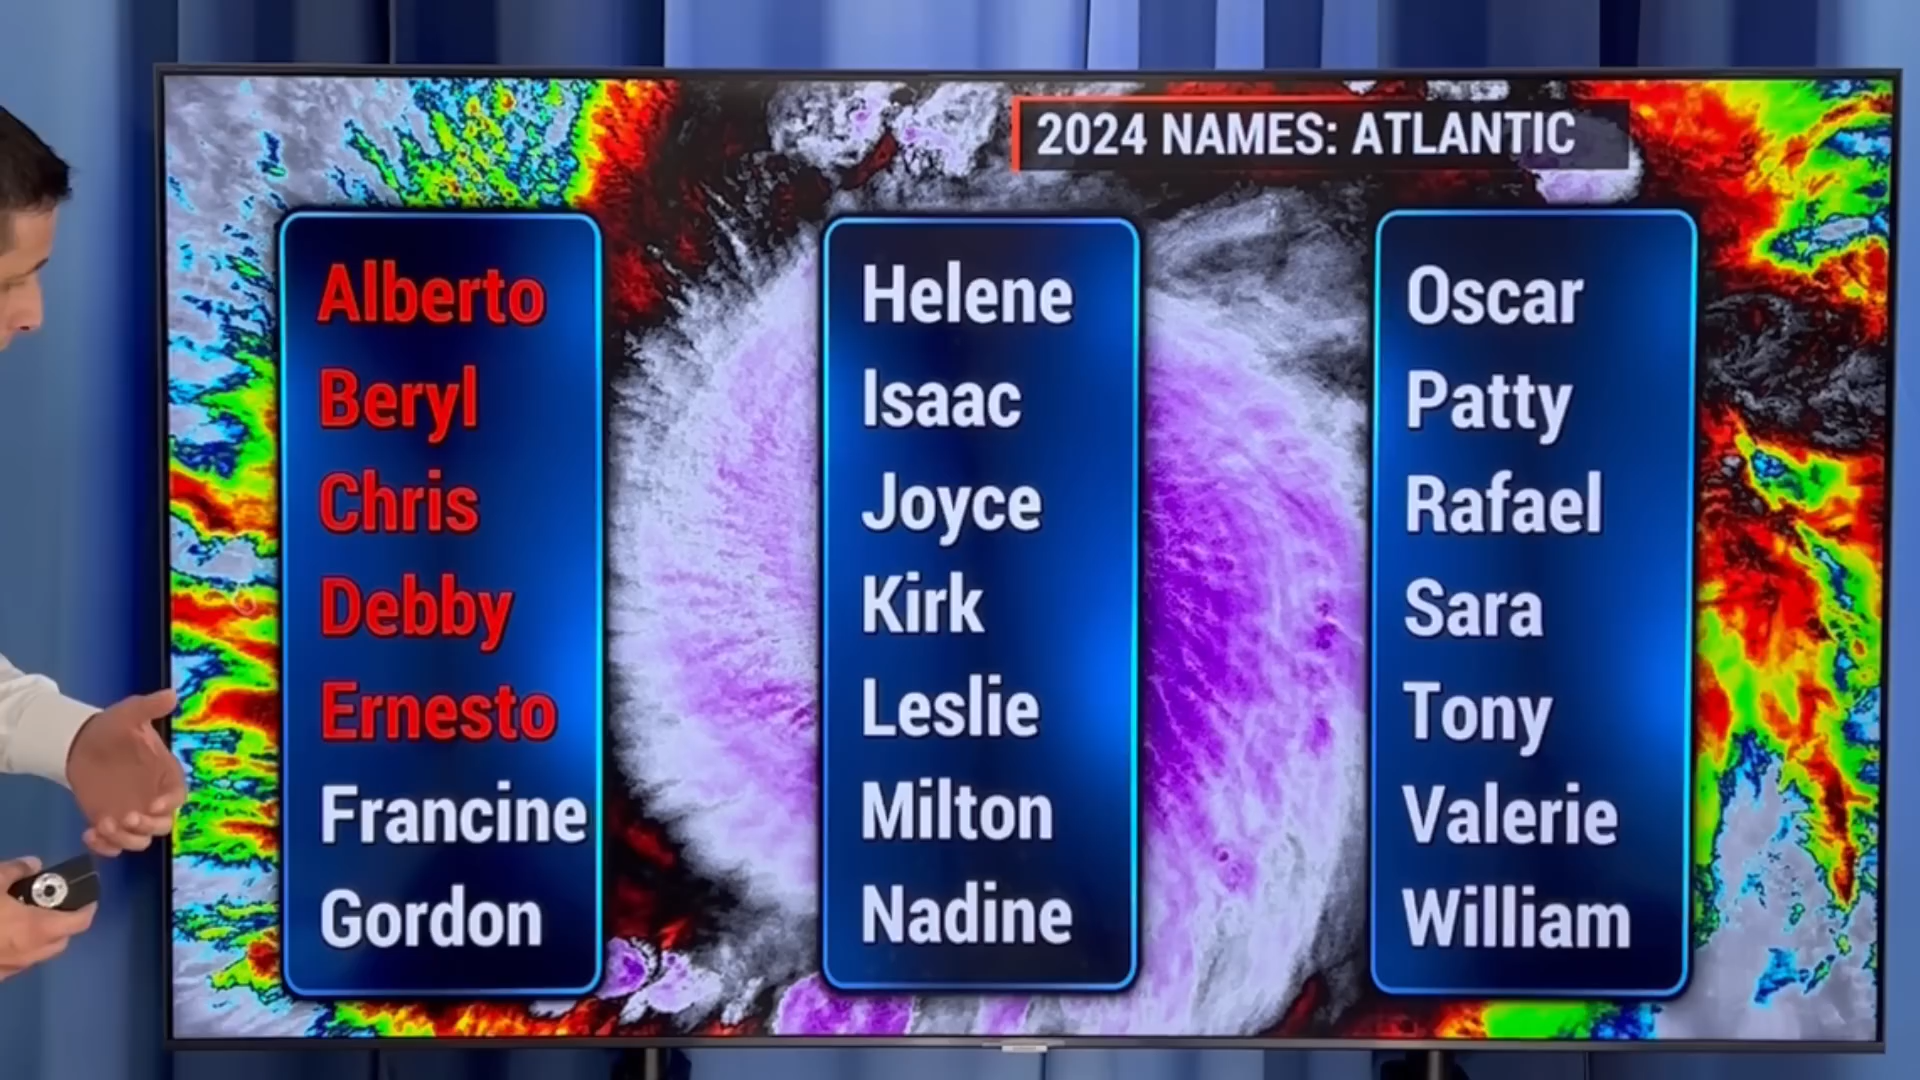 2024 NAMES: ATLANTIC
Alberto
Beryl
Chris
Debby
Ernesto
Francine
Gordon
Helene
Isaac
Joyce
Kirk
Leslie
Milton
Nadine
Oscar
Patty
Rafael
Sara
Tony
Valerie
William